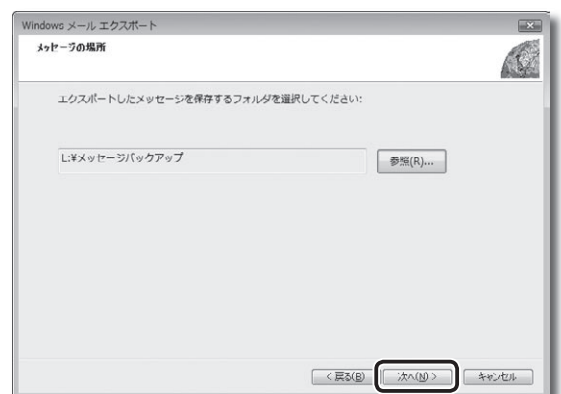 Windows メール エクスポート
メッセージの場所
エクスポートしたメッセージを保存するフォルダを選択してください:
L:¥メッセージバックアップ
参照(R)...
< 戻る(B)
次へ(N) >
キャンセル